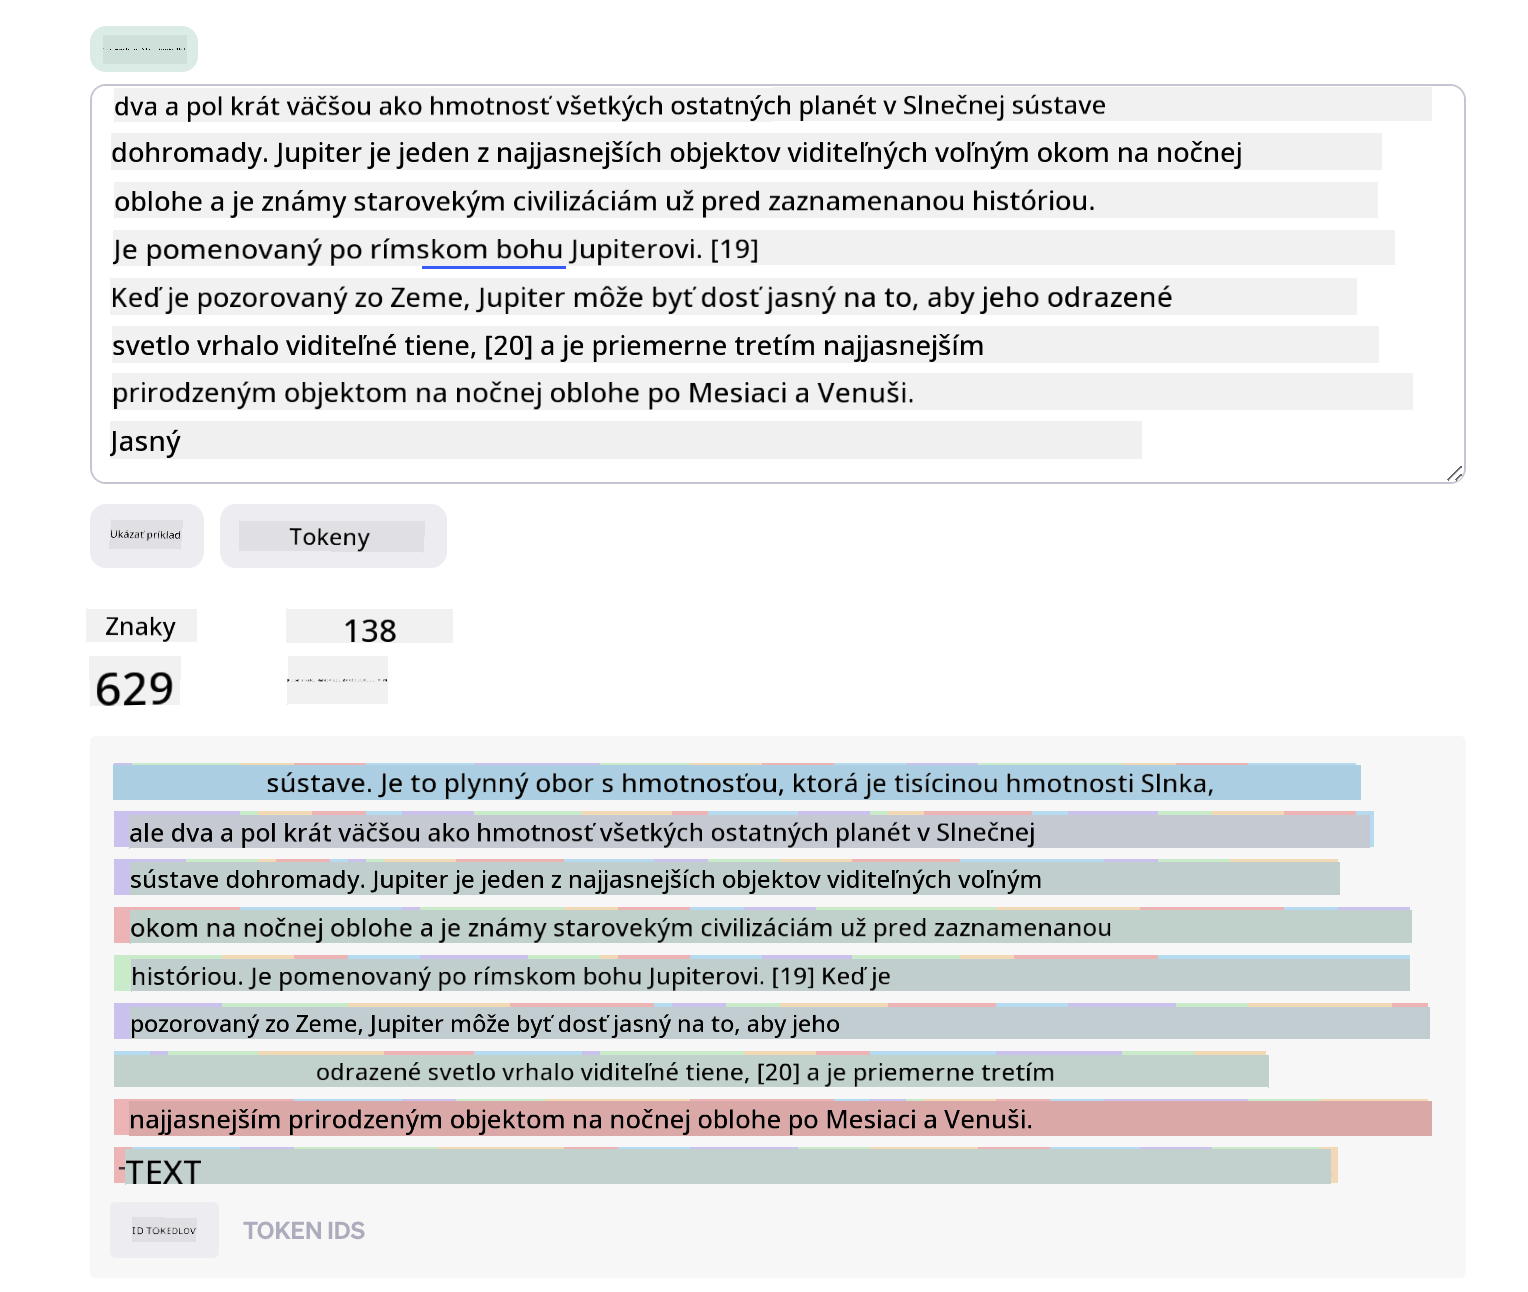 dva a pol krát väčšou ako hmotnosť všetkých ostatných planét v Slnečnej sústave
dohromady. Jupiter je jeden z najjasnejších objektov viditeľných voľným okom na nočnej
oblohe a je známy starovekým civilizáciám už pred zaznamenanou históriou.
Je pomenovaný po rímskom bohu Jupiterovi. [19]
Keď je pozorovaný zo Zeme, Jupiter môže byť dosť jasný na to, aby jeho odrazené
svetlo vrhalo viditeľné tiene, [20] a je priemerne tretím najjasnejším
prirodzeným objektom na nočnej oblohe po Mesiaci a Venuši.
Jasný
Ukázať príklad Tokeny
Znaky 138
629
sústave. Je to plynný obor s hmotnosťou, ktorá je tisícinou hmotnosti Slnka,
ale dva a pol krát väčšou ako hmotnosť všetkých ostatných planét v Slnečnej
sústave dohromady. Jupiter je jeden z najjasnejších objektov viditeľných voľným
okom na nočnej oblohe a je známy starovekým civilizáciám už pred zaznamenanou
históriou. Je pomenovaný po rímskom bohu Jupiterovi. [19] Keď je
pozorovaný zo Zeme, Jupiter môže byť dosť jasný na to, aby jeho
odrazené svetlo vrhalo viditeľné tiene, [20] a je priemerne tretím
najjasnejším prirodzeným objektom na nočnej oblohe po Mesiaci a Venuši.
-TEXT
ID TOKEDLOV TOKEN IDS